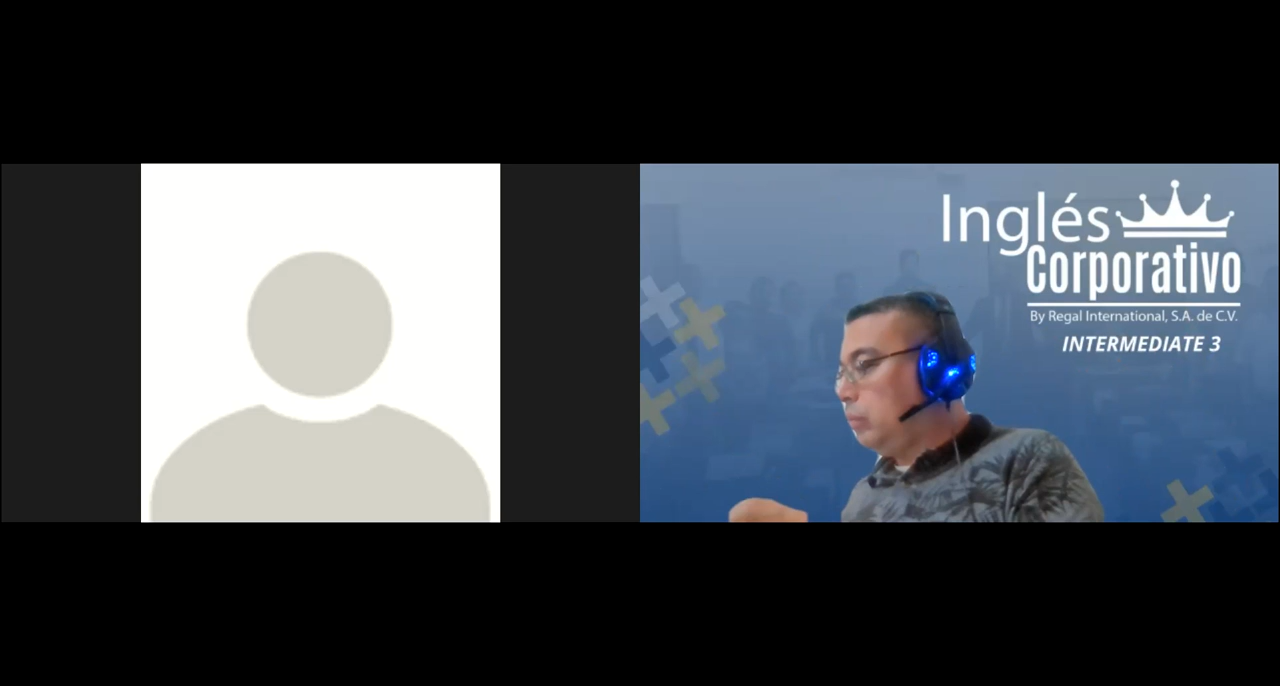 Inglés
Corporativo
By Regal International, S.A. de C.V.
INTERMEDIATE 3